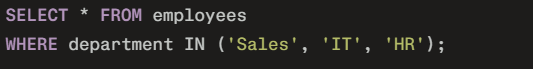 SELECT * FROM employees
WHERE department IN ('Sales', 'IT', 'HR');